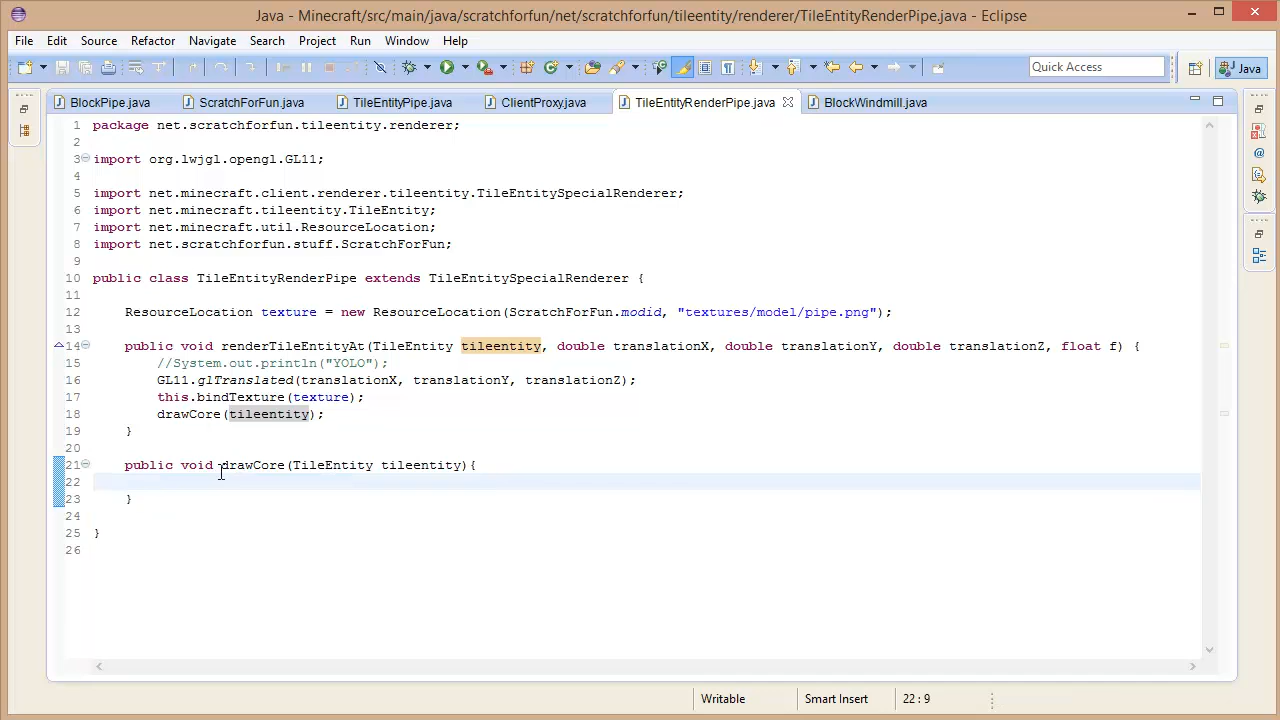 Java - Minecraft/src/main/java/scratchforfun/net/scratchforfun/tileentity/renderer/TileEntityRenderPipe.java - Eclipse
File Edit Source Refactor Navigate Search Project Run Window Help
Quick Access Java
BlockPipe.java ScratchForFun.java TileEntityPipe.java ClientProxy.java TileEntityRenderPipe.java BlockWindmill.java
1 package net.scratchforfun.tileentity.renderer;
2
3 import org.lwjgl.opengl.GL11;
4
5 import net.minecraft.client.renderer.tileentity.TileEntitySpecialRenderer;
6 import net.minecraft.tileentity.TileEntity;
7 import net.minecraft.util.ResourceLocation;
8 import net.scratchforfun.stuff.ScratchForFun;
9
10 public class TileEntityRenderPipe extends TileEntitySpecialRenderer {
11
12 ResourceLocation texture = new ResourceLocation(ScratchForFun.modid, "textures/model/pipe.png");
13
14 public void renderTileEntityAt(TileEntity tileentity, double translationX, double translationY, double translationZ, float f) {
15 //System.out.println("YOLO");
16 GL11.glTranslated(translationX, translationY, translationZ);
17 this.bindTexture(texture);
18 drawCore(tileentity);
19 }
20
21 public void drawCore(TileEntity tileentity){
22
23 }
24
25 }
26
Writable Smart Insert 22 : 9